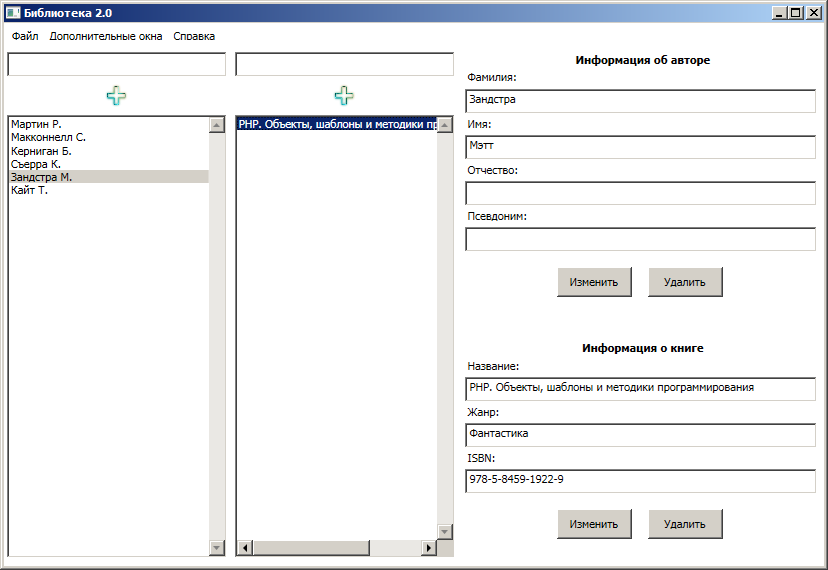 Библиотека 2.0
Файл Дополнительные окна Справка
Мартин Р.
Макконнелл С.
Керниган Б.
Сьерра К.
Зандстра М.
Кайт Т.
PHP. Объекты, шаблоны и методики пр
Информация об авторе
Фамилия:
Зандстра
Имя:
Мэтт
Отчество:
Псевдоним:
Изменить Удалить
Информация о книге
Название:
PHP. Объекты, шаблоны и методики программирования
Жанр:
Фантастика
ISBN:
978-5-8459-1922-9
Изменить Удалить